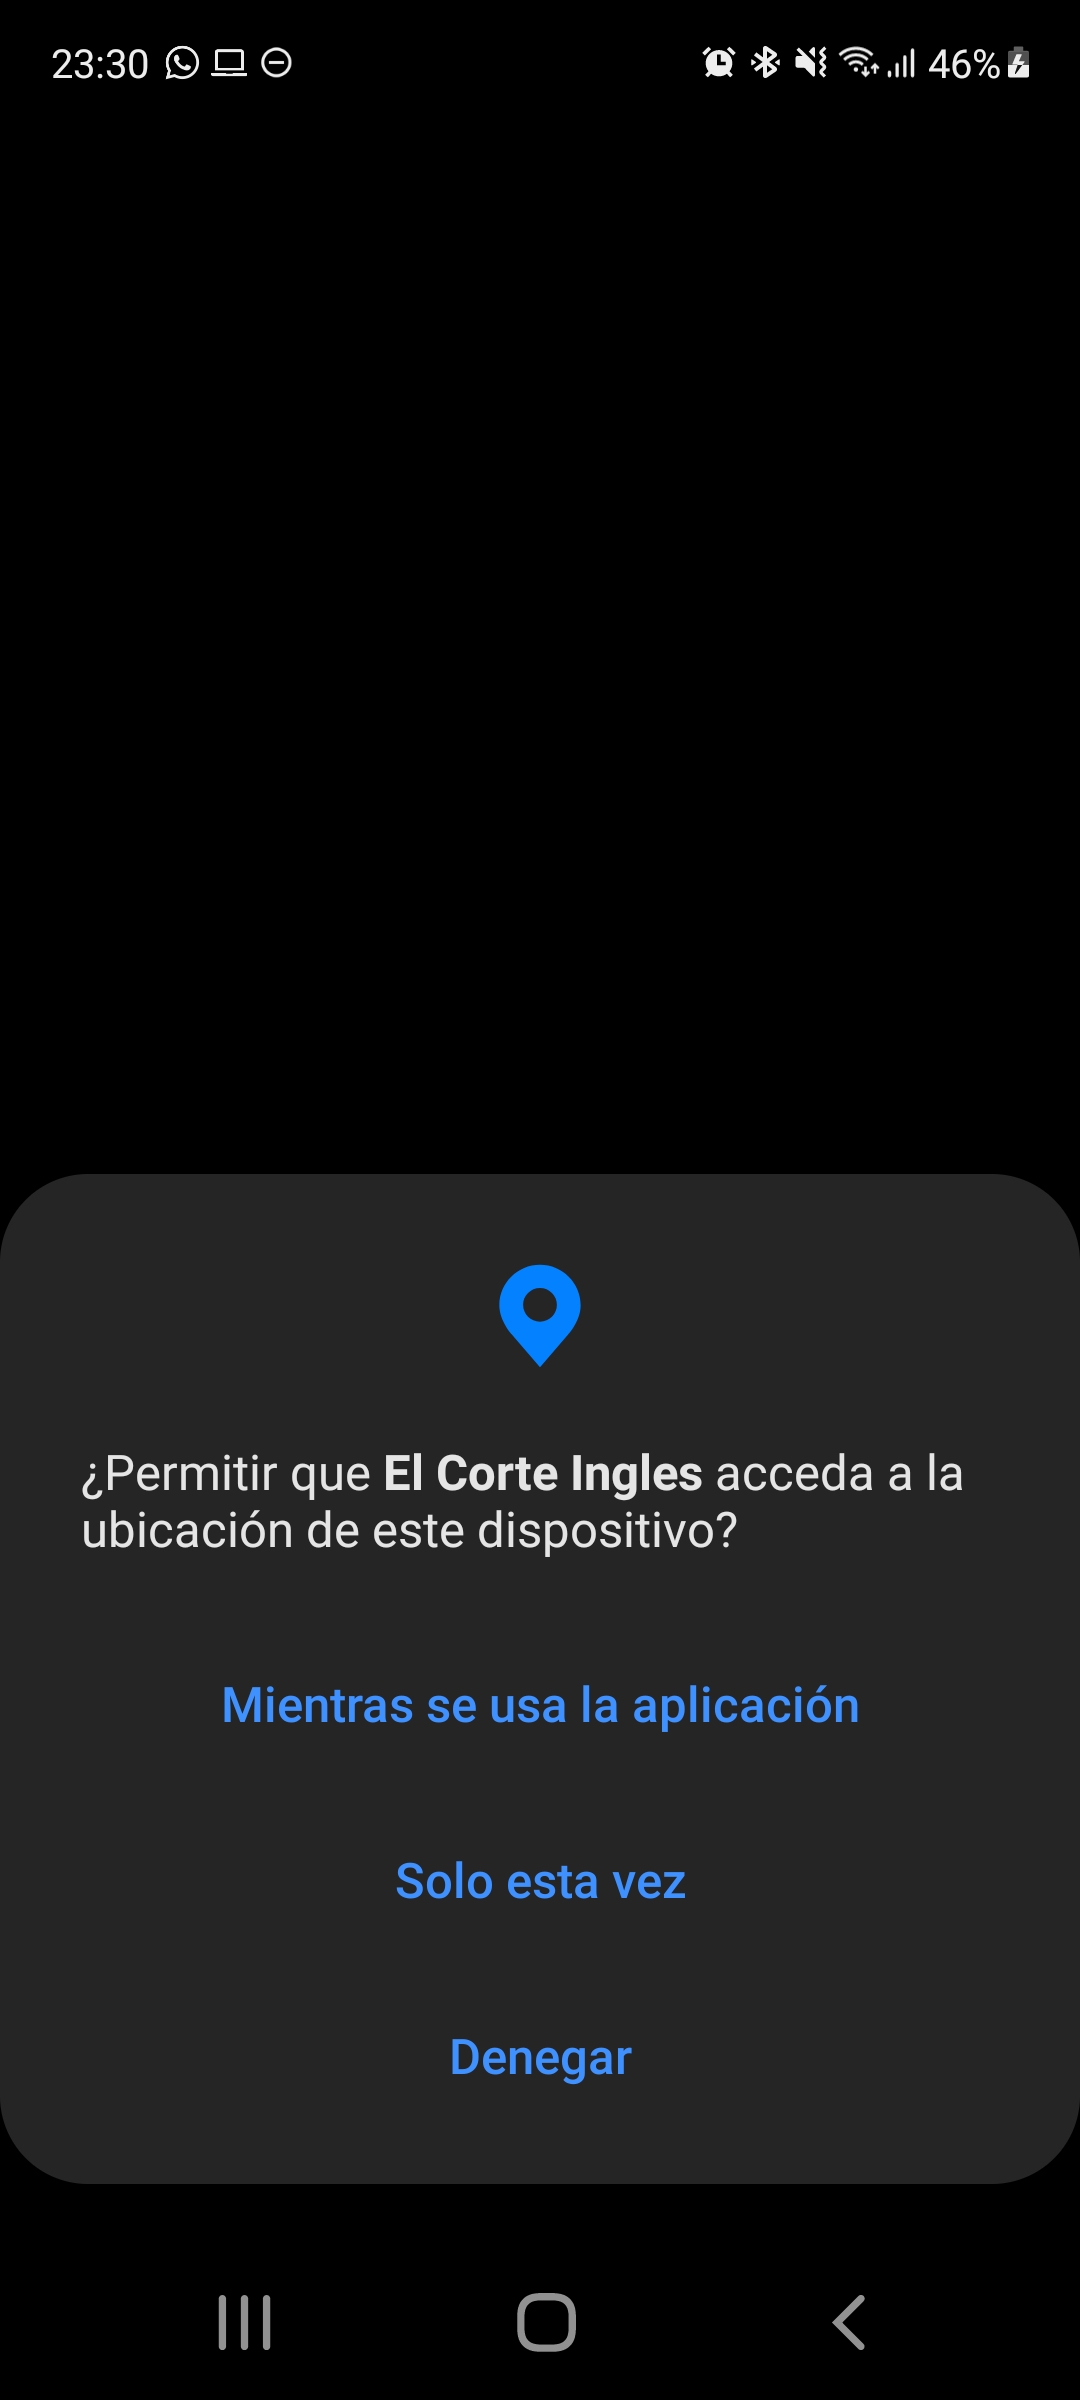 23:30
46%
¿Permitir que El Corte Ingles acceda a la
ubicación de este dispositivo?
Mientras se usa la aplicación
Solo esta vez
Denegar